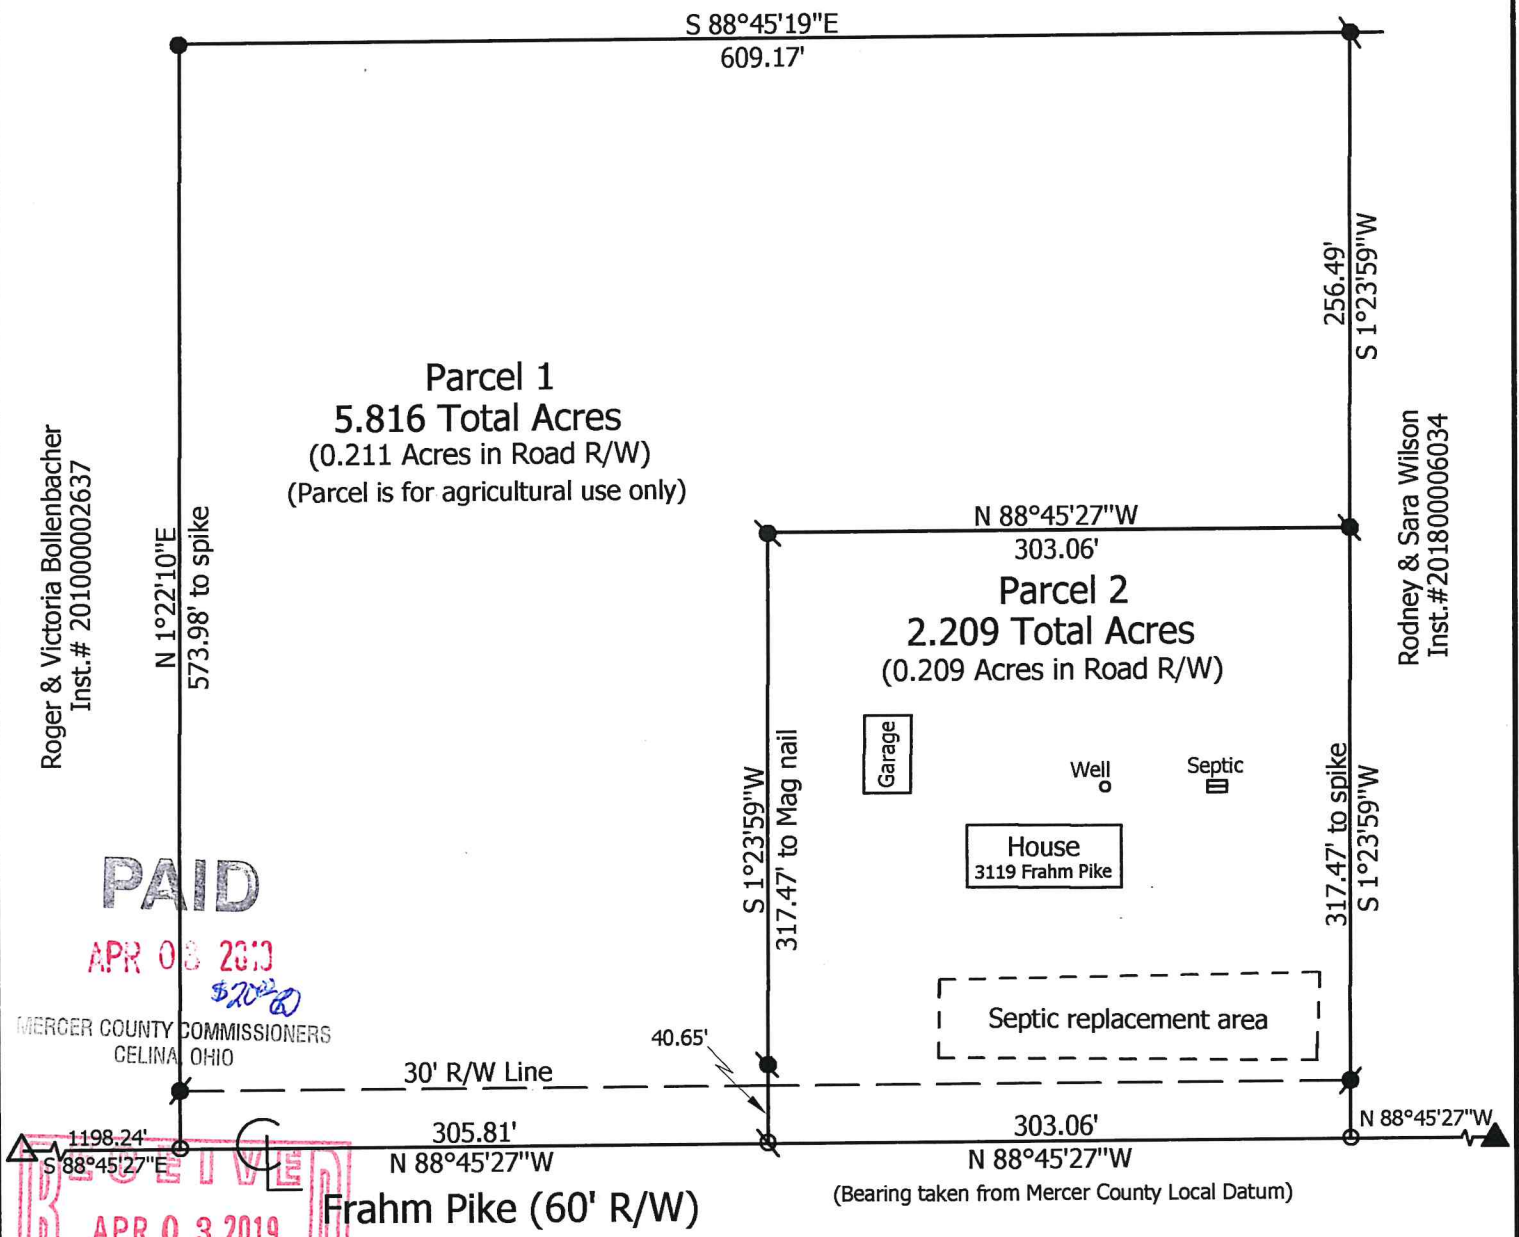 S 88°45'19"E
609.17'
256.49'
S 1°23'59"W
Parcel 1
5.816 Total Acres
(0.211 Acres in Road R/W)
(Parcel is for agricultural use only)
Roger & Victoria Bollenbacher
Inst.# 201000002637
N 1°22'10"E
573.98' to spike
Rodney & Sara Wilson
Inst.#201800006034
N 88°45'27"W
303.06'
Parcel 2
2.209 Total Acres
(0.209 Acres in Road R/W)
Garage
Well
Septic
House
3119 Frahm Pike
S 1°23'59"W
317.47' to Mag nail
317.47' to spike
S 1°23'59"W
PAID
APR 0
$20
MERCER COUNTY COMMISSIONERS
CELINA, OHIO
Septic replacement area
40.65'
30' R/W Line
1198.24'
S 88°45'27"E
CL
305.81'
N 88°45'27"W
303.06'
N 88°45'27"W
N 88°45'27"W
(Bearing taken from Mercer County Local Datum)
Frahm Pike (60' R/W)
RECEIVED
APR 0 3 2019